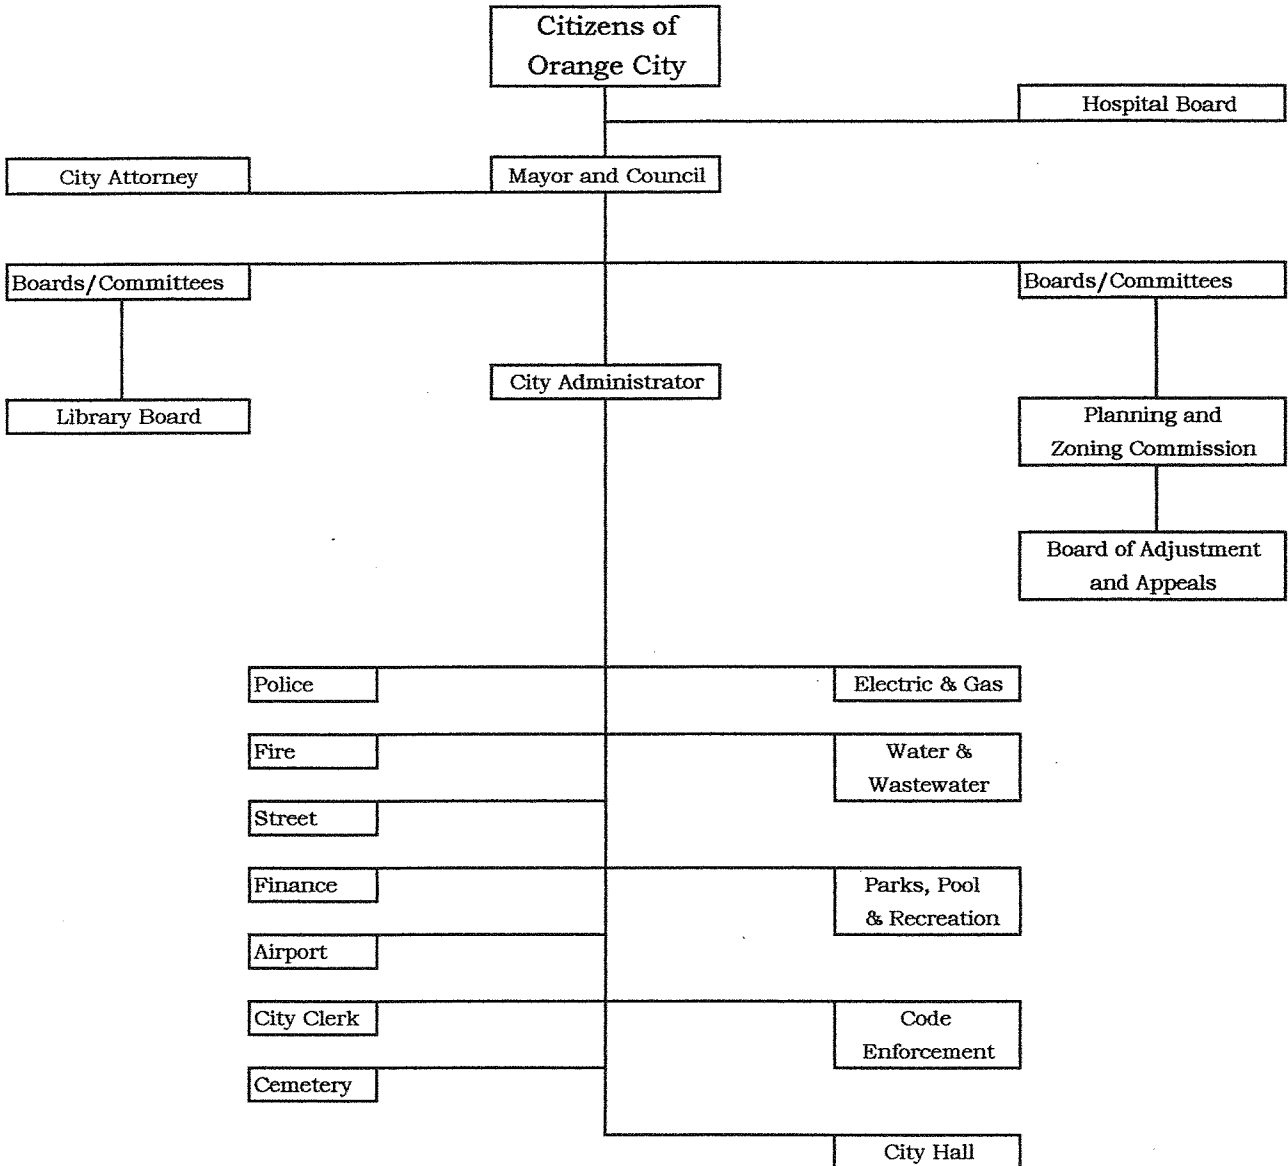 Citizens of
Orange City
Hospital Board
City Attorney
Mayor and Council
Boards/Committees
Boards/Committees
City Administrator
Library Board
Planning and
Zoning Commission
Board of Adjustment
and Appeals
Police
Electric & Gas
Fire
Water &
Wastewater
Street
Finance
Parks, Pool
& Recreation
Airport
City Clerk
Code
Enforcement
Cemetery
City Hall